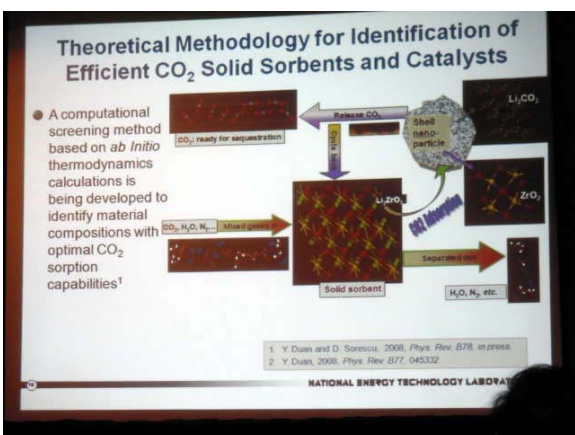 Theoretical Methodology for Identification of
Efficient CO₂ Solid Sorbents and Catalysts
A computational
screening method
based on ab Initio
thermodynamics
calculations is
being developed to
identify material
compositions with
optimal CO₂
sorption
capabilities¹
CO₂: ready for sequestration
Release CO₂
Cycle back
Shell
nano-
particle
Li₂CO₃
Li₂ZrO₃
ZrO₂
CO2 Adsorption
CO₂, H₂O, N₂...
Mixed gases
Solid sorbent
Separated out
H₂O, N₂, etc.
1. Y. Duan and D. Sorescu, 2008, Phys. Rev. B78, in press.
2. Y. Duan, 2008, Phys. Rev. B77, 045332.
NATIONAL ENERGY TECHNOLOGY LABORAT